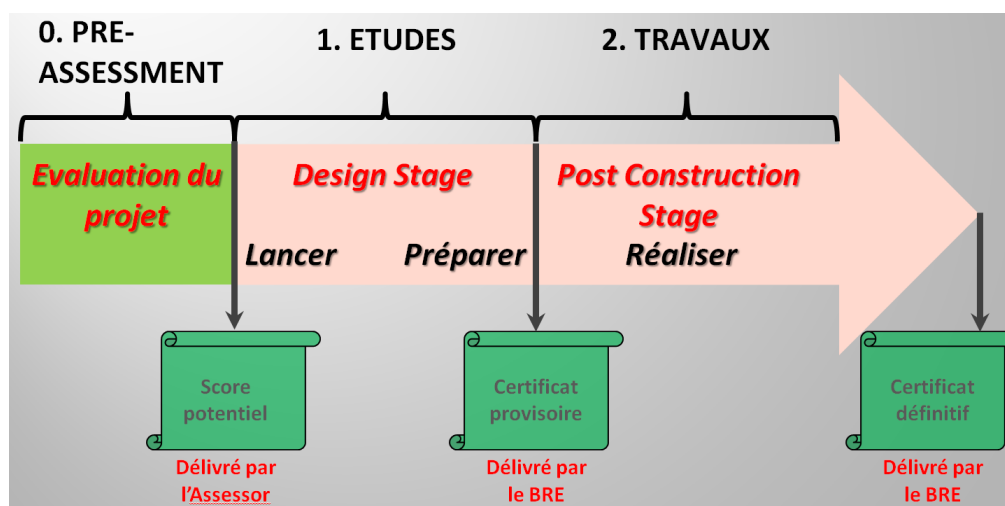 0. PRE-
ASSESSMENT
1. ETUDES
2. TRAVAUX
Evaluation du
projet
Design Stage
Post Construction
Stage
Lancer
Préparer
Réaliser
Score
potentiel
Certificat
provisoire
Certificat
définitif
Délivré par
l'Assessor
Délivré par
le BRE
Délivré par
le BRE